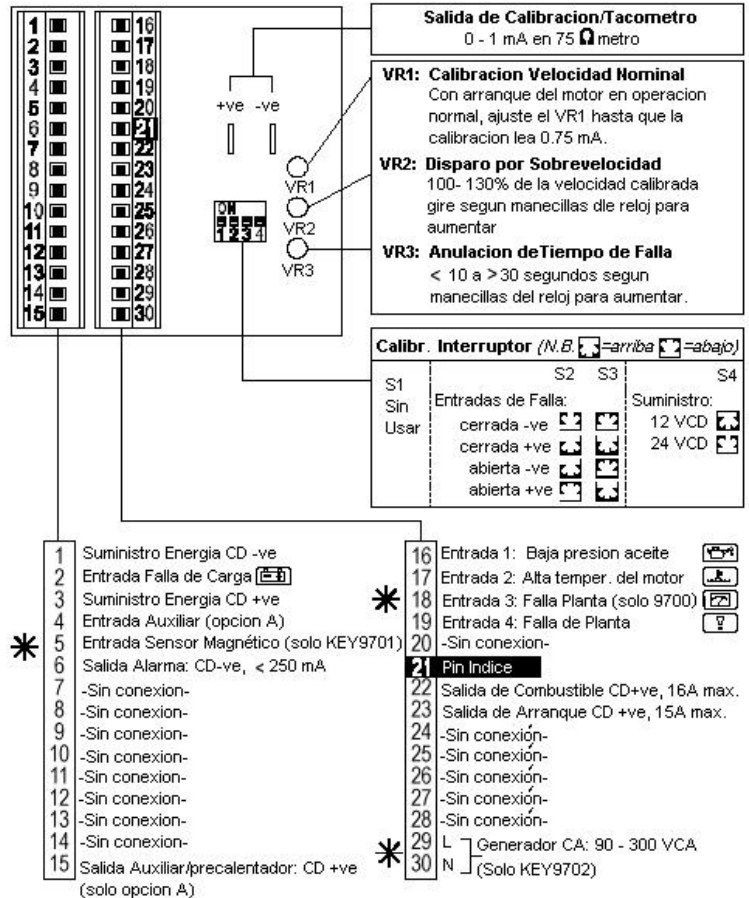 1 16
2 17
3 18
4 19
5 20
6 21
7 22
8 23
9 24
10 25
11 26
12 27
13 28
14 29
15 30
+ve -ve
VR1
VR2
VR3
ON
1 2 3 4
Salida de Calibracion/Tacometro
0 - 1 mA en 75 Ω metro
VR1: Calibracion Velocidad Nominal
Con arranque del motor en operacion
normal, ajuste el VR1 hasta que la
calibracion lea 0.75 mA.
VR2: Disparo por Sobrevelocidad
100- 130% de la velocidad calibrada
gire segun manecillas dle reloj para
aumentar
VR3: Anulacion deTiempo de Falla
< 10 a > 30 segundos segun
manecillas del reloj para aumentar.
Calibr. Interruptor (N.B. =arriba =abajo)
S1
Sin
Usar
S2 S3
Entradas de Falla:
cerrada -ve
cerrada +ve
abierta -ve
abierta +ve
S4
Suministro:
12 VCD
24 VCD
1 Suministro Energia CD -ve
2 Entrada Falla de Carga
3 Suministro Energia CD +ve
4 Entrada Auxiliar (opcion A)
5 Entrada Sensor Magnético (solo KEY9701)
6 Salida Alarma: CD-ve, < 250 mA
7 -Sin conexion-
8 -Sin conexion-
9 -Sin conexion-
10 -Sin conexion-
11 -Sin conexion-
12 -Sin conexion-
13 -Sin conexion-
14 -Sin conexion-
15 Salida Auxiliar/precalentador: CD +ve
(solo opcion A)
16 Entrada 1: Baja presion aceite
17 Entrada 2: Alta temper. del motor
18 Entrada 3: Falla Planta (solo 9700)
19 Entrada 4: Falla de Planta
20 -Sin conexion-
21 Pin Indice
22 Salida de Combustible CD+ve, 16A max.
23 Salida de Arranque CD +ve, 15A max.
24 -Sin conexión-
25 -Sin conexión-
26 -Sin conexión-
27 -Sin conexión-
28 -Sin conexión-
29 L Generador CA: 90 - 300 VCA
30 N (Solo KEY9702)